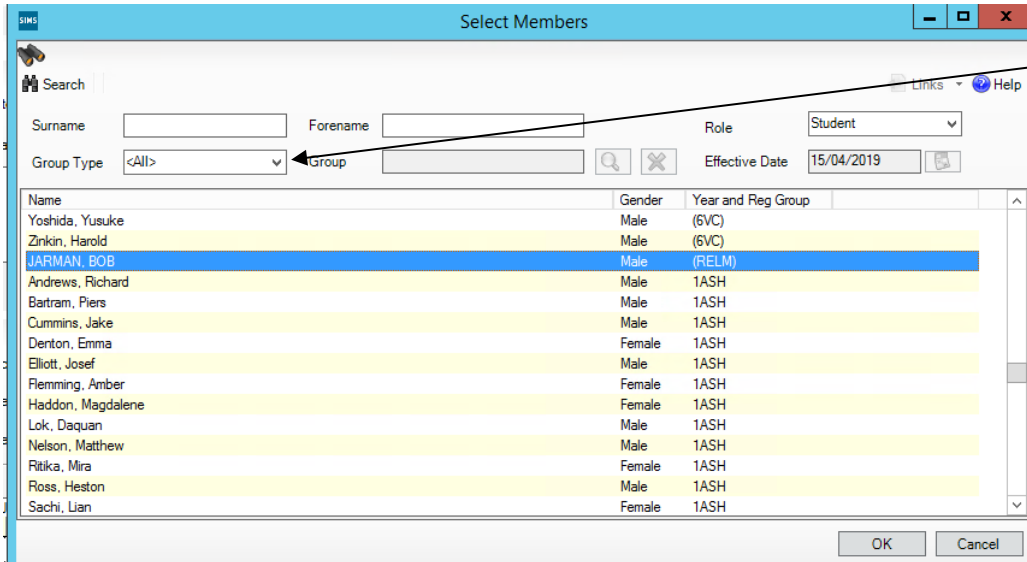 SIMS Select Members
Search Links Help
Surname Forename Role Student
Group Type <All> Group Effective Date 15/04/2019
Name Gender Year and Reg Group
Yoshida, Yusuke Male (6VC)
Zinkin, Harold Male (6VC)
JARMAN, BOB Male (RELM)
Andrews, Richard Male 1ASH
Bartram, Piers Male 1ASH
Cummins, Jake Male 1ASH
Denton, Emma Female 1ASH
Elliott, Josef Male 1ASH
Flemming, Amber Female 1ASH
Haddon, Magdalene Female 1ASH
Lok, Daquan Male 1ASH
Nelson, Matthew Male 1ASH
Ritika, Mira Female 1ASH
Ross, Heston Male 1ASH
Sachi, Lian Female 1ASH
OK Cancel